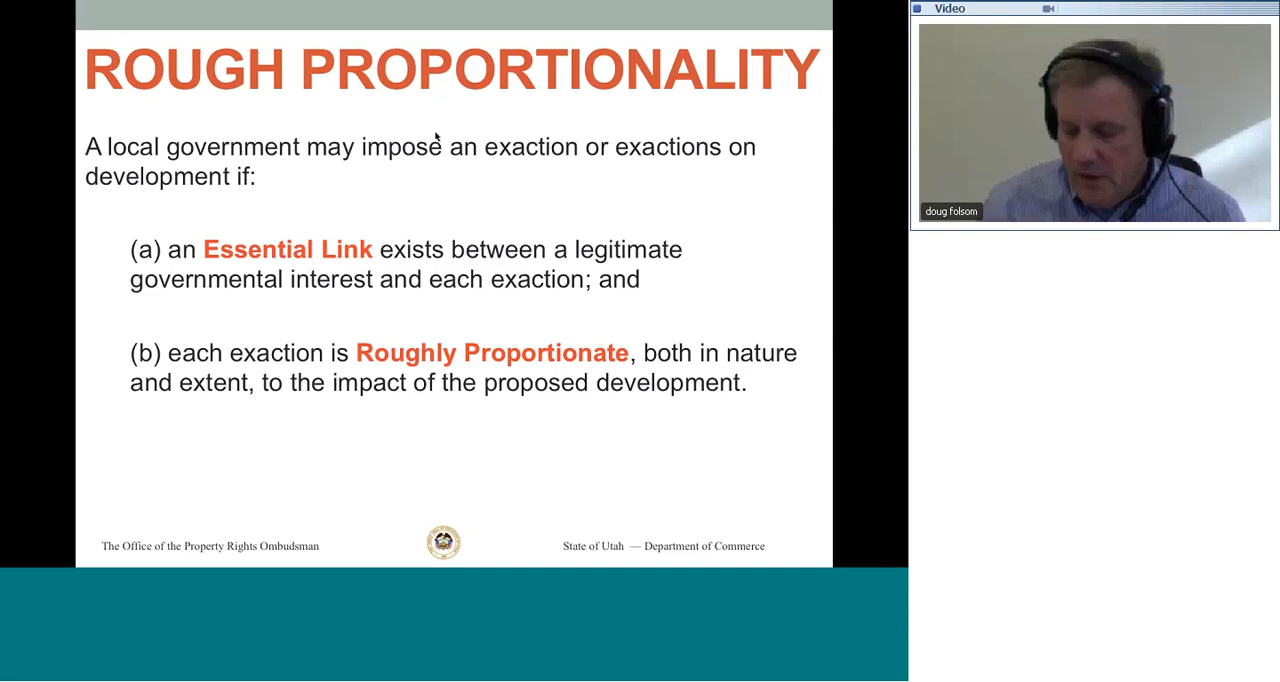 ROUGH PROPORTIONALITY
A local government may impose an exaction or exactions on
development if:
(a) an Essential Link exists between a legitimate
governmental interest and each exaction; and
(b) each exaction is Roughly Proportionate, both in nature
and extent, to the impact of the proposed development.
The Office of the Property Rights Ombudsman
State of Utah — Department of Commerce
Video
doug folsom